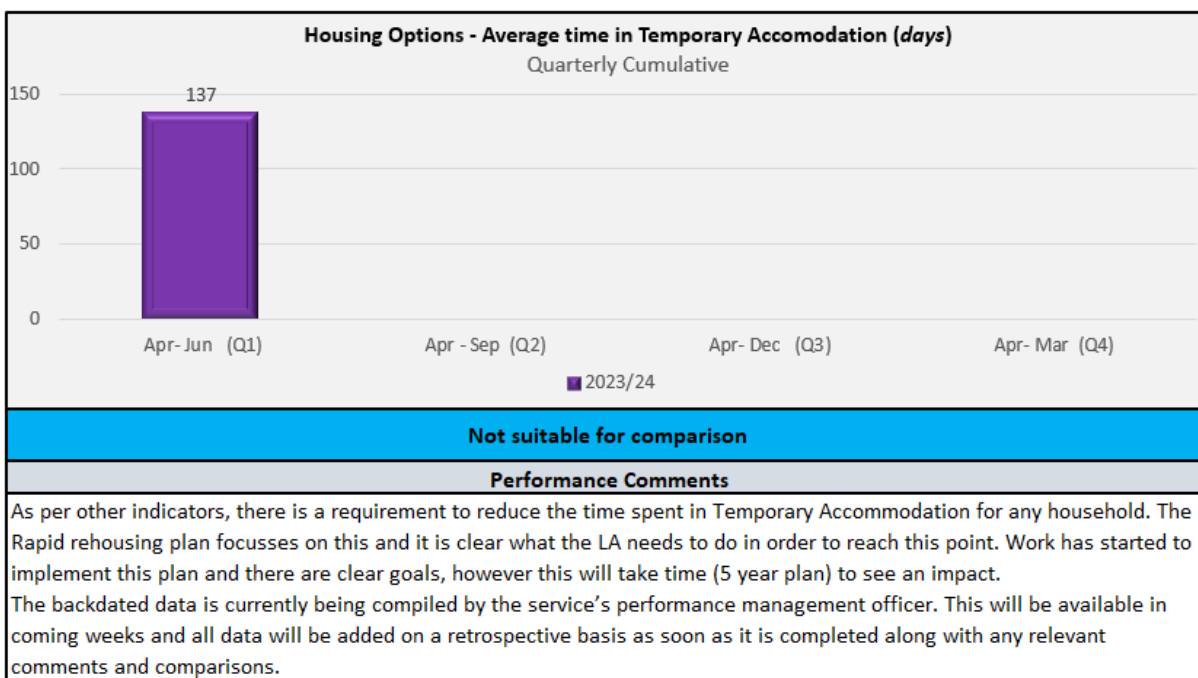 Housing Options - Average time in Temporary Accomodation (days)
Quarterly Cumulative
150
137
100
50
0
Apr- Jun (Q1)
Apr - Sep (Q2)
Apr- Dec (Q3)
Apr- Mar (Q4)
2023/24
Not suitable for comparison
Performance Comments
As per other indicators, there is a requirement to reduce the time spent in Temporary Accommodation for any household. The
Rapid rehousing plan focusses on this and it is clear what the LA needs to do in order to reach this point. Work has started to
implement this plan and there are clear goals, however this will take time (5 year plan) to see an impact.
The backdated data is currently being compiled by the service’s performance management officer. This will be available in
coming weeks and all data will be added on a retrospective basis as soon as it is completed along with any relevant
comments and comparisons.